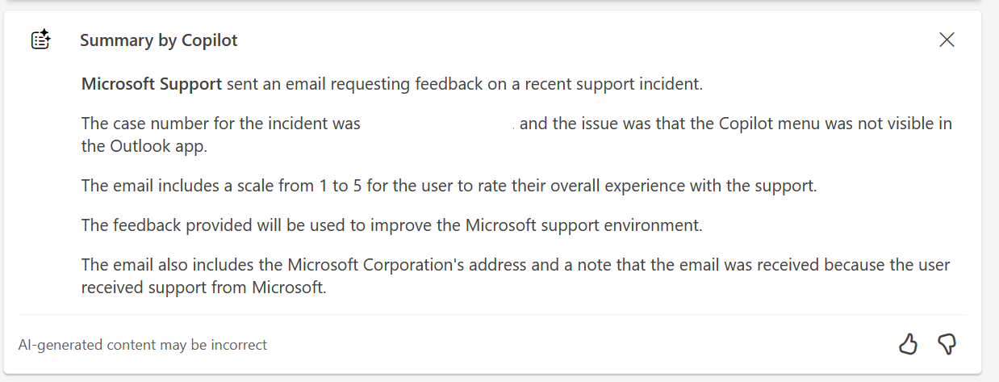 Summary by Copilot
Microsoft Support sent an email requesting feedback on a recent support incident.
The case number for the incident was , and the issue was that the Copilot menu was not visible in
the Outlook app.
The email includes a scale from 1 to 5 for the user to rate their overall experience with the support.
The feedback provided will be used to improve the Microsoft support environment.
The email also includes the Microsoft Corporation's address and a note that the email was received because the user
received support from Microsoft.
AI-generated content may be incorrect